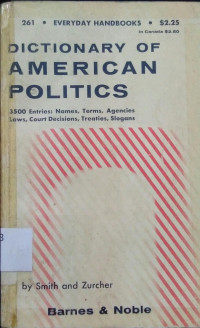 261 • EVERYDAY HANDBOOKS • $2.25
in Canada $2.50
DICTIONARY OF
AMERICAN
POLITICS
3500 Entries: Names, Terms, Agencies
Laws, Court Decisions, Treaties, Slogans
by Smith and Zurcher
Barnes & Noble